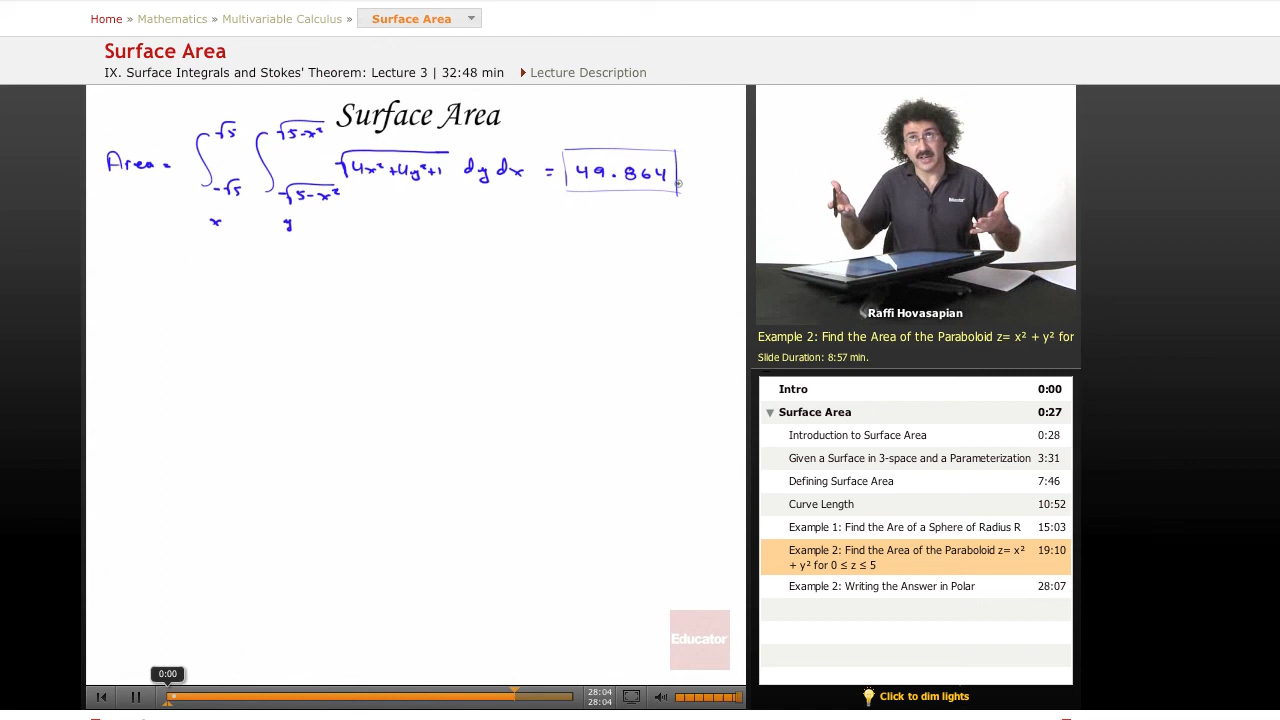 Home » Mathematics » Multivariable Calculus » Surface Area
Surface Area
IX. Surface Integrals and Stokes' Theorem: Lecture 3 | 32:48 min Lecture Description
Surface Area
Area = ∫_{-√5}^{√5} ∫_{-√5-x²}^{√5-x²} √4x²+4y²+1 dy dx = 49.864
x y
Educator
Educator
Raffi Hovasapian
Example 2: Find the Area of the Paraboloid z= x² + y² for
Slide Duration: 8:57 min.
Intro 0:00
Surface Area 0:27
Introduction to Surface Area 0:28
Given a Surface in 3-space and a Parameterization 3:31
Defining Surface Area 7:46
Curve Length 10:52
Example 1: Find the Are of a Sphere of Radius R 15:03
Example 2: Find the Area of the Paraboloid z= x² 19:10
+ y² for 0 ≤ z ≤ 5
Example 2: Writing the Answer in Polar 28:07
0:00
28:04
28:04
Click to dim lights